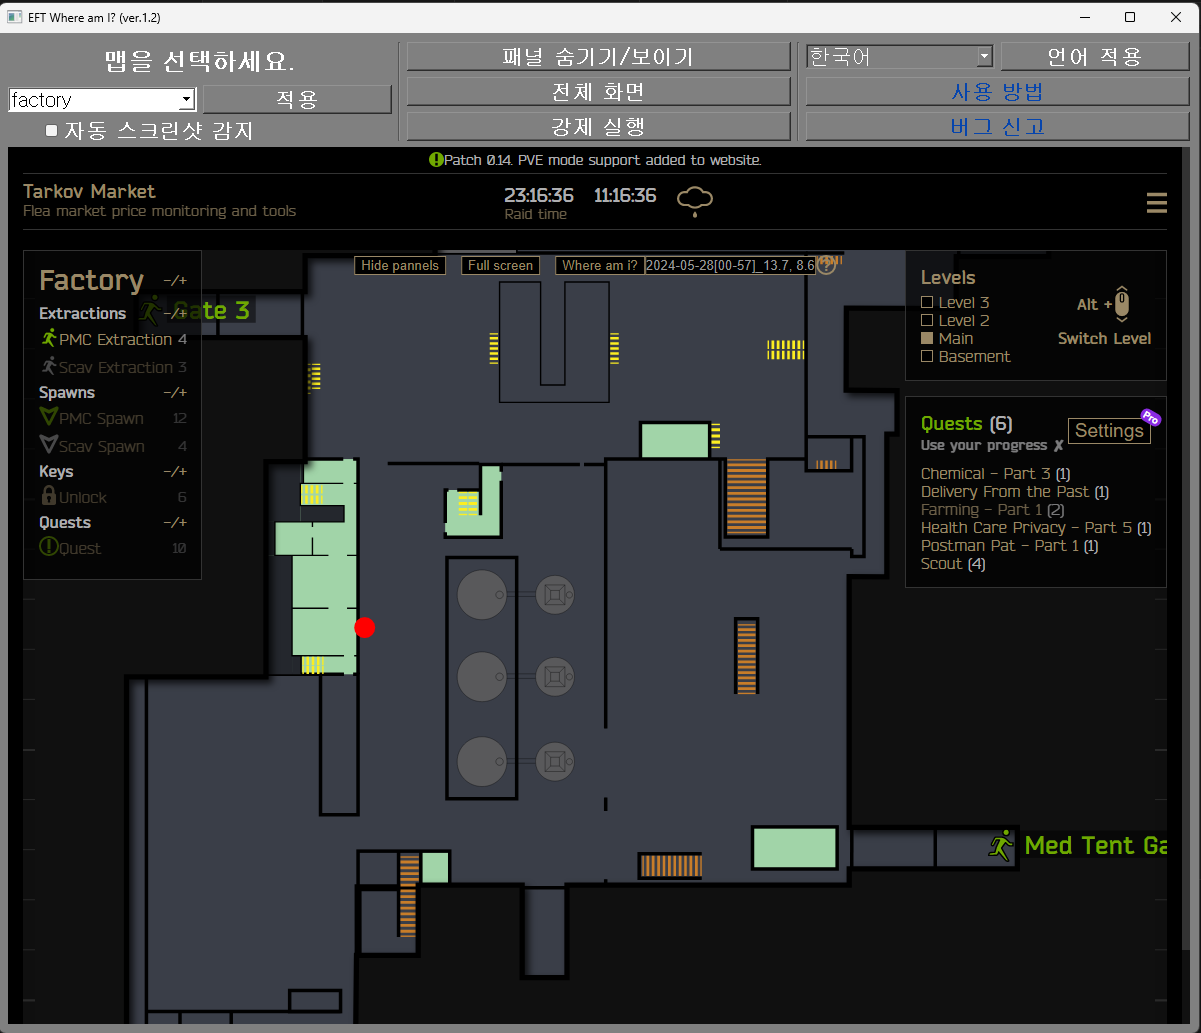 EFT Where am I? (ver.1.2)
맵을 선택하세요.
factory
적용
자동 스크린샷 감지
패널 숨기기/보이기
전체 화면
강제 실행
한국어
언어 적용
사용 방법
버그 신고
Patch 0.14. PVE mode support added to website.
Tarkov Market
Flea market price monitoring and tools
23:16:36 11:16:36
Raid time
Hide pannels
Full screen
Where am i?
2024-05-28[00-57]_13.7, 8.6
?
Factory -/+
Extractions -/+
PMC Extraction 4
Scav Extraction 3
Spawns -/+
PMC Spawn 12
Scav Spawn 4
Keys -/+
Unlock 6
Quests -/+
Quest 10
Gate 3
Levels
Level 3
Level 2
Main
Basement
Alt +
Switch Level
Quests (6)
Use your progress ✗
Settings
Pro
Chemical - Part 3 (1)
Delivery From the Past (1)
Farming - Part 1 (2)
Health Care Privacy - Part 5 (1)
Postman Pat - Part 1 (1)
Scout (4)
Med Tent Ga